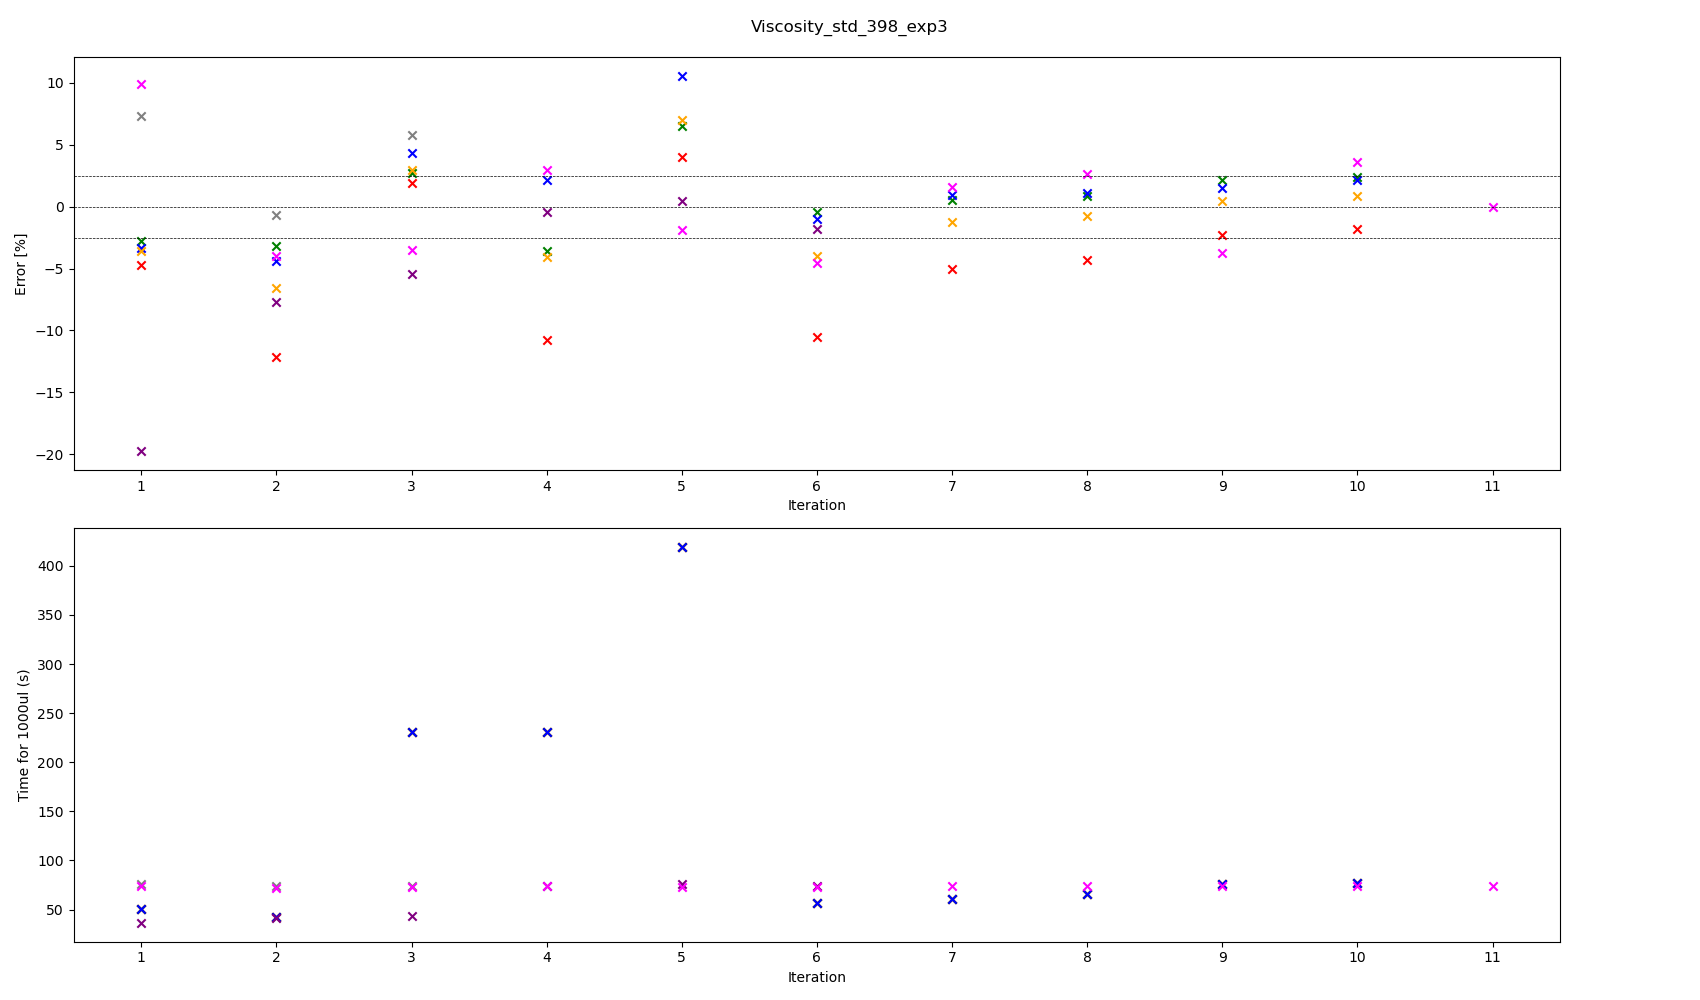 Viscosity_std_398_exp3
Error [%]
10
5
0
−5
−10
−15
−20
1 2 3 4 5 6 7 8 9 10 11
Iteration
Time for 1000ul (s)
400
350
300
250
200
150
100
50
1 2 3 4 5 6 7 8 9 10 11
Iteration